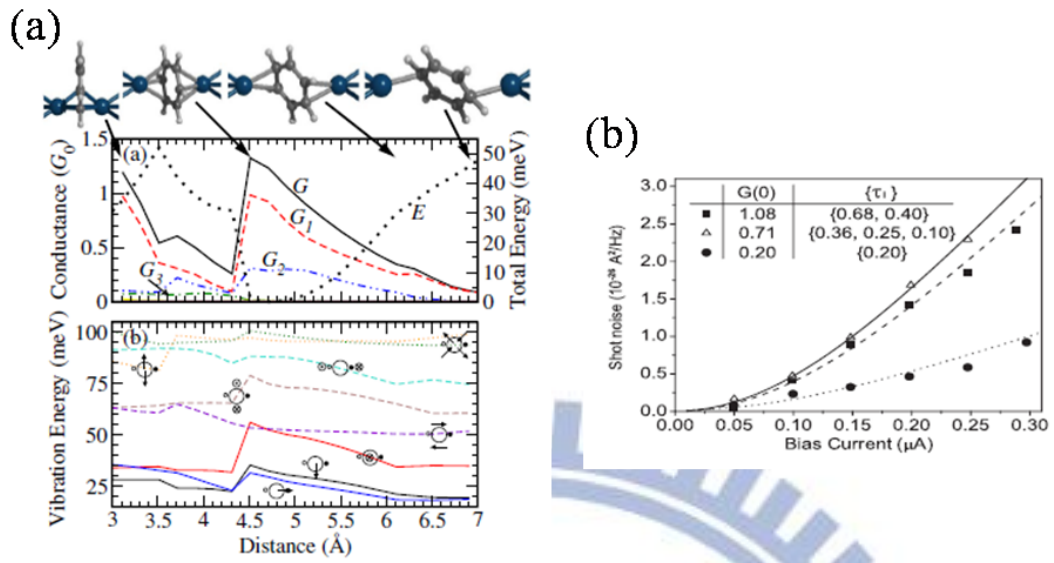 (a)
(a)
Conductance (G₀)
1.5
1
0.5
0
G
G₁
G₂
G₃
E
50
40
30
20
10
0
Total Energy (meV)
(b)
Vibration Energy (meV)
100
75
50
25
3 3.5 4 4.5 5 5.5 6 6.5 7
Distance (Å)
(b)
Shot noise (10⁻²⁶ A²/Hz)
3.0
2.5
2.0
1.5
1.0
0.5
0.0
G(0) {τ₁}
1.08 {0.68, 0.40}
0.71 {0.36, 0.25, 0.10}
0.20 {0.20}
0.00 0.05 0.10 0.15 0.20 0.25 0.30
Bias Current (μA)